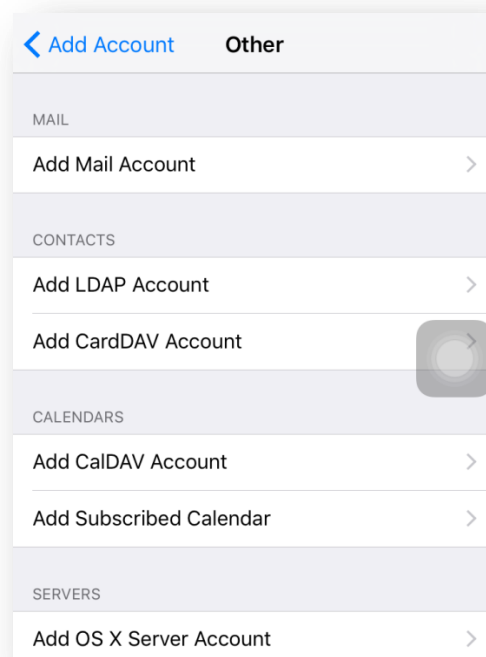 Add Account Other
MAIL
Add Mail Account
CONTACTS
Add LDAP Account
Add CardDAV Account
CALENDARS
Add CalDAV Account
Add Subscribed Calendar
SERVERS
Add OS X Server Account